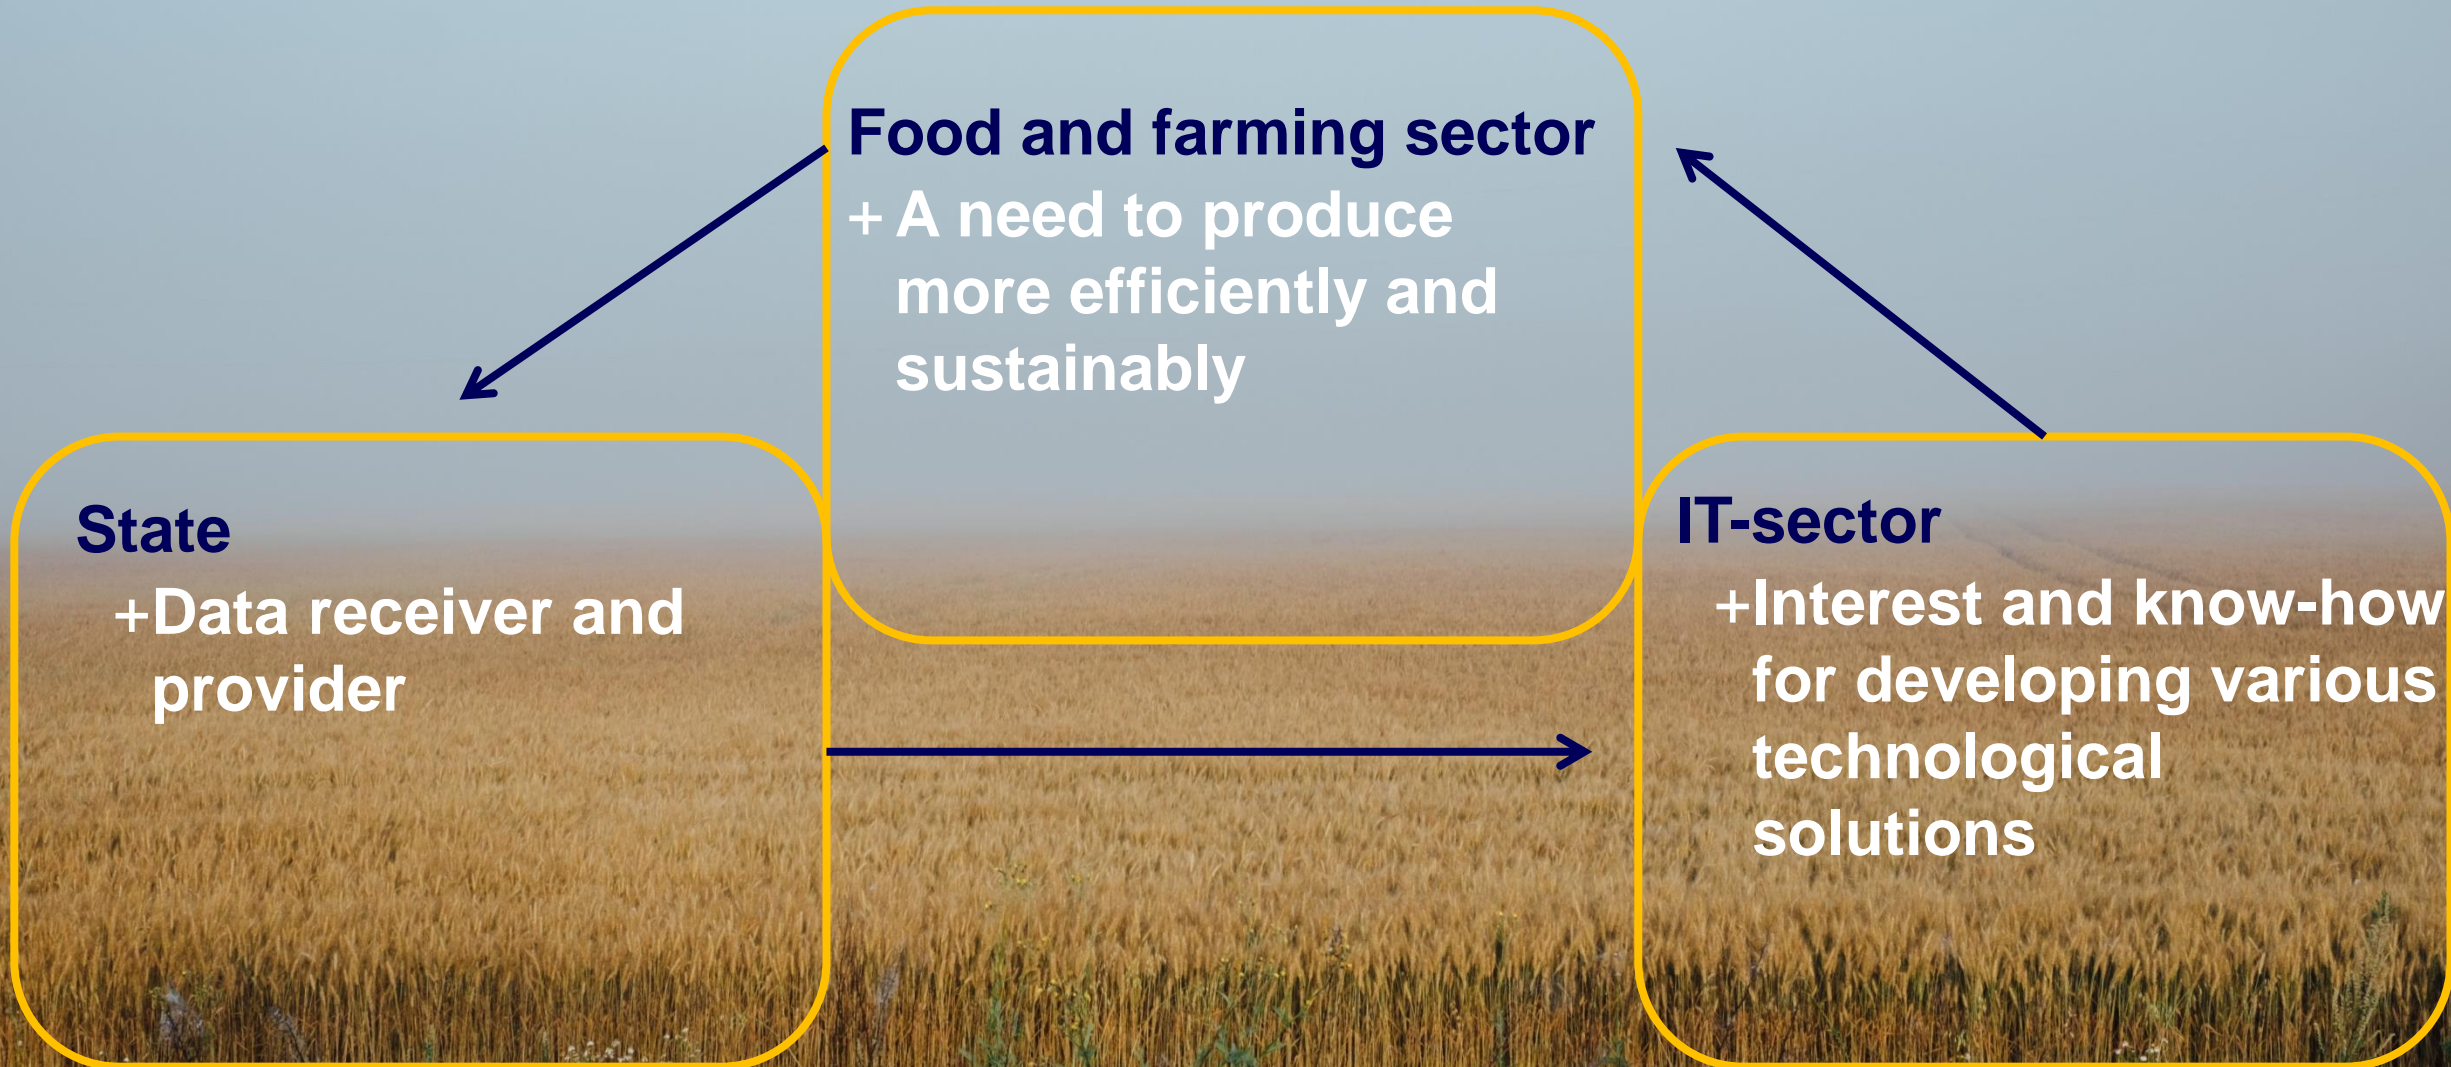 Food and farming sector
+ A need to produce
more efficiently and
sustainably
State
+Data receiver and
provider
IT-sector
+Interest and know-how
for developing various
technological
solutions